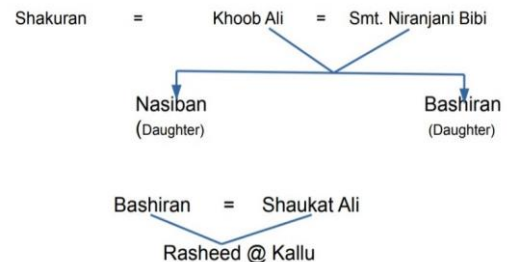 Shakuran = Khoob Ali = Smt. Niranjani Bibi
Nasiban Bashiran
(Daughter) (Daughter)
Bashiran = Shaukat Ali
Rasheed @ Kallu